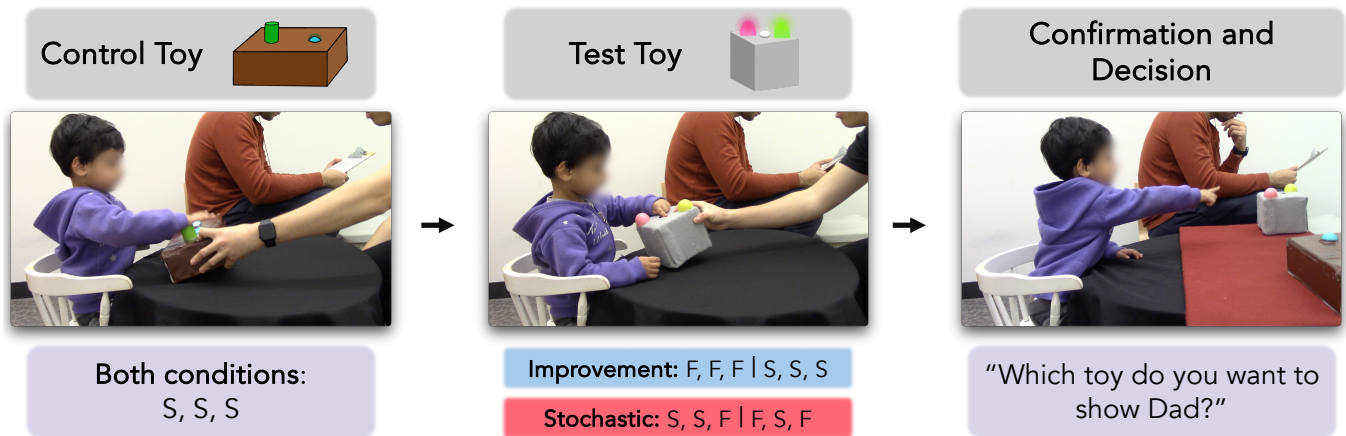 Control Toy
Test Toy
Confirmation and
Decision
Both conditions:
S, S, S
Improvement: F, F, F | S, S, S
Stochastic: S, S, F | F, S, F
“Which toy do you want to
show Dad?”